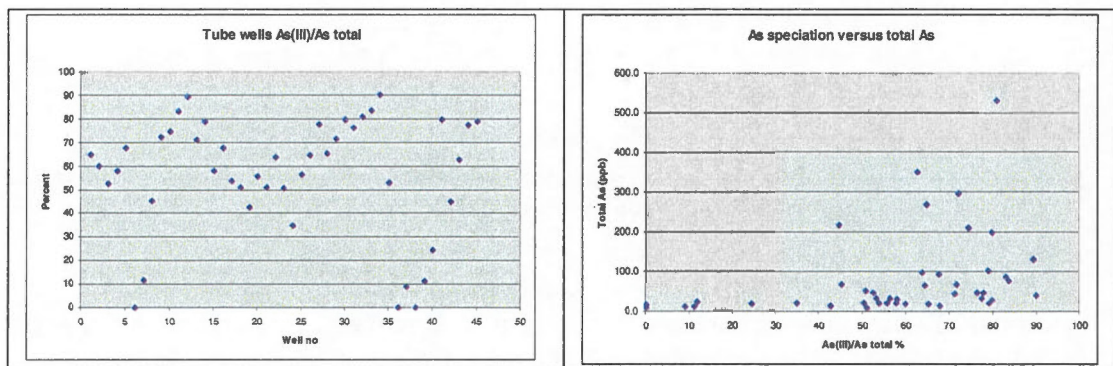 Tube wells As(III)/As total
100
90
80
70
60
50
40
30
20
10
0
Percent
0 5 10 15 20 25 30 35 40 45 50
Well no
As speciation versus total As
600.0
500.0
400.0
300.0
200.0
100.0
0.0
Total As (ppb)
0 10 20 30 40 50 60 70 80 90 100
As(III)/As total %